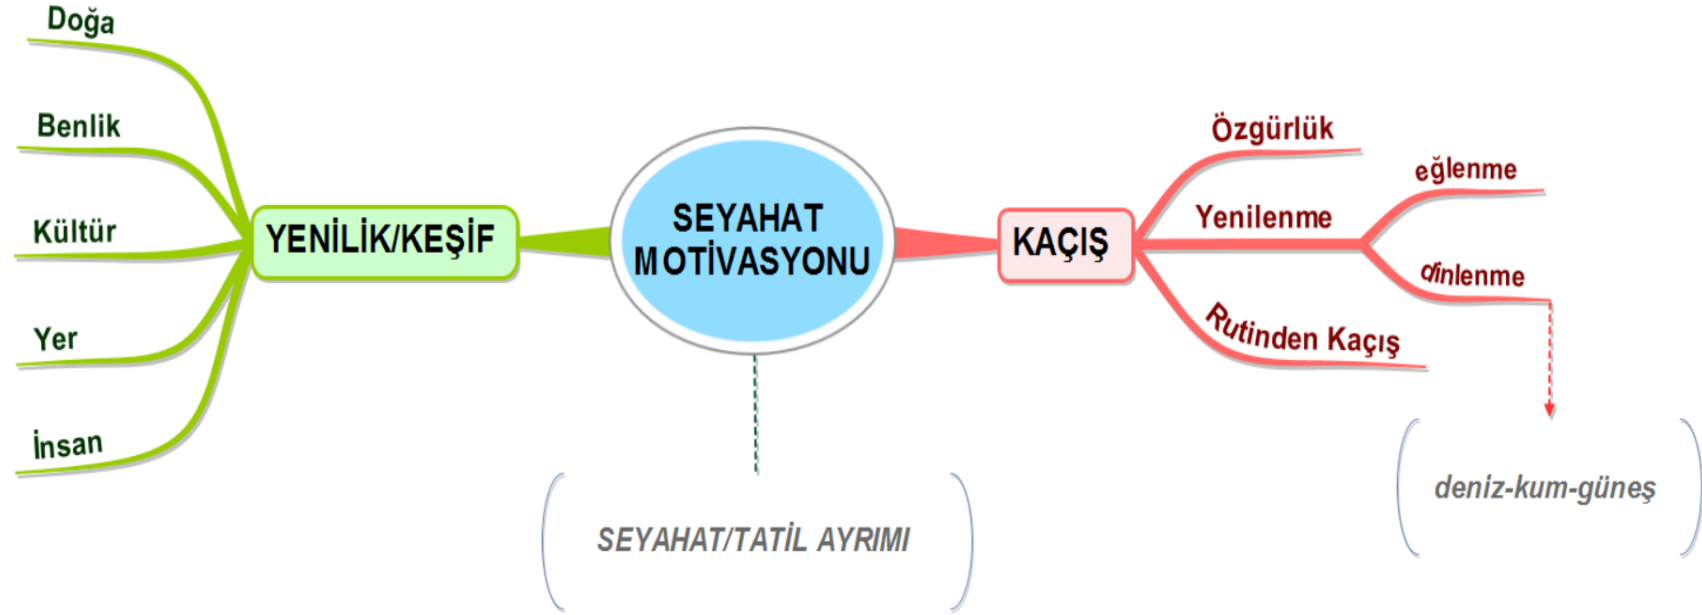 Doğa
Benlik
Kültür
Yer
İnsan
YENİLİK/KEŞİF
SEYAHAT
MOTİVASYONU
KAÇIŞ
Özgürlük
Yenilenme
Rutinden Kaçış
eğlenme
dinlenme
deniz-kum-güneş
SEYAHAT/TATİL AYRIMI